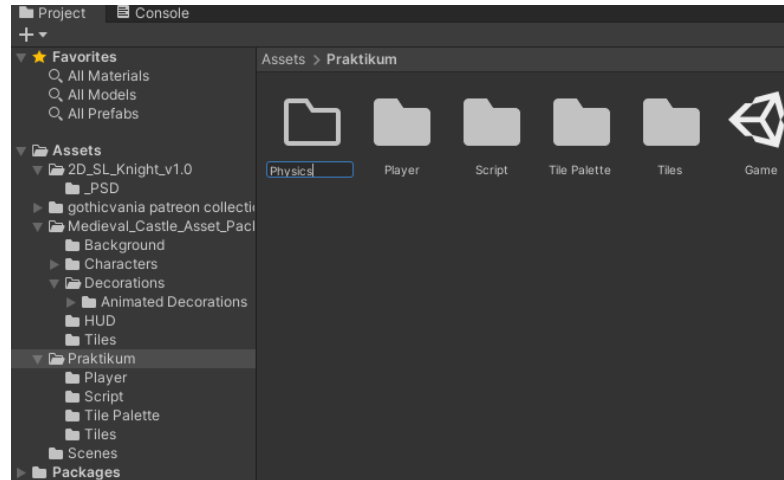 Project
Console
Favorites
All Materials
All Models
All Prefabs
Assets
2D_SL_Knight_v1.0
_PSD
gothicvania patreon collecti
Medieval_Castle_Asset_Pac
Background
Characters
Decorations
Animated Decorations
HUD
Tiles
Praktikum
Player
Script
Tile Palette
Tiles
Scenes
Packages
Assets > Praktikum
Physics
Player
Script
Tile Palette
Tiles
Game